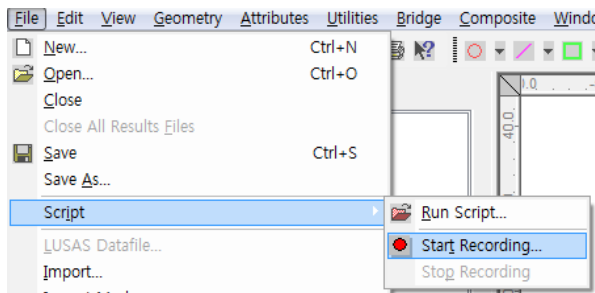 File Edit View Geometry Attributes Utilities Bridge Composite
New... Ctrl+N
Open... Ctrl+O
Close
Close All Results Files
Save Ctrl+S
Save As...
Script
Run Script...
LUSAS Datafile...
Start Recording...
Import...
Stop Recording
40.0